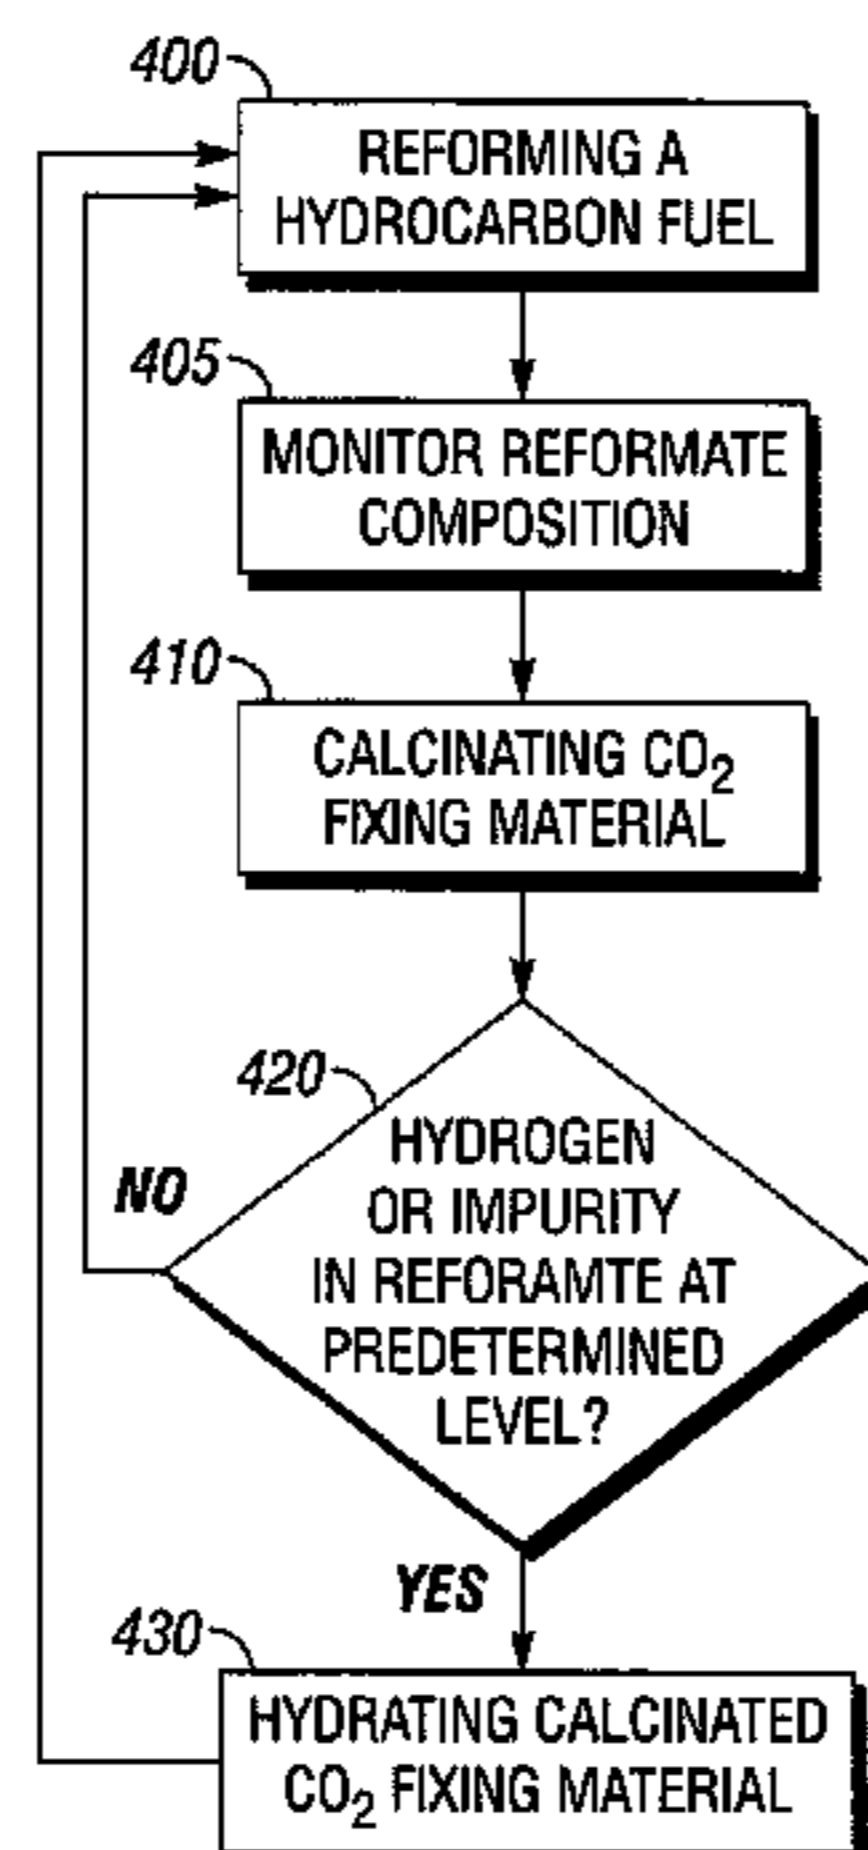 400
REFORMING A
HYDROCARBON FUEL
405
MONITOR REFORMATE
COMPOSITION
410
CALCINATING CO2
FIXING MATERIAL
420
HYDROGEN
OR IMPURITY
IN REFORAMTE AT
PREDETERMINED
LEVEL?
NO
YES
430
HYDRATING CALCINATED
CO2 FIXING MATERIAL